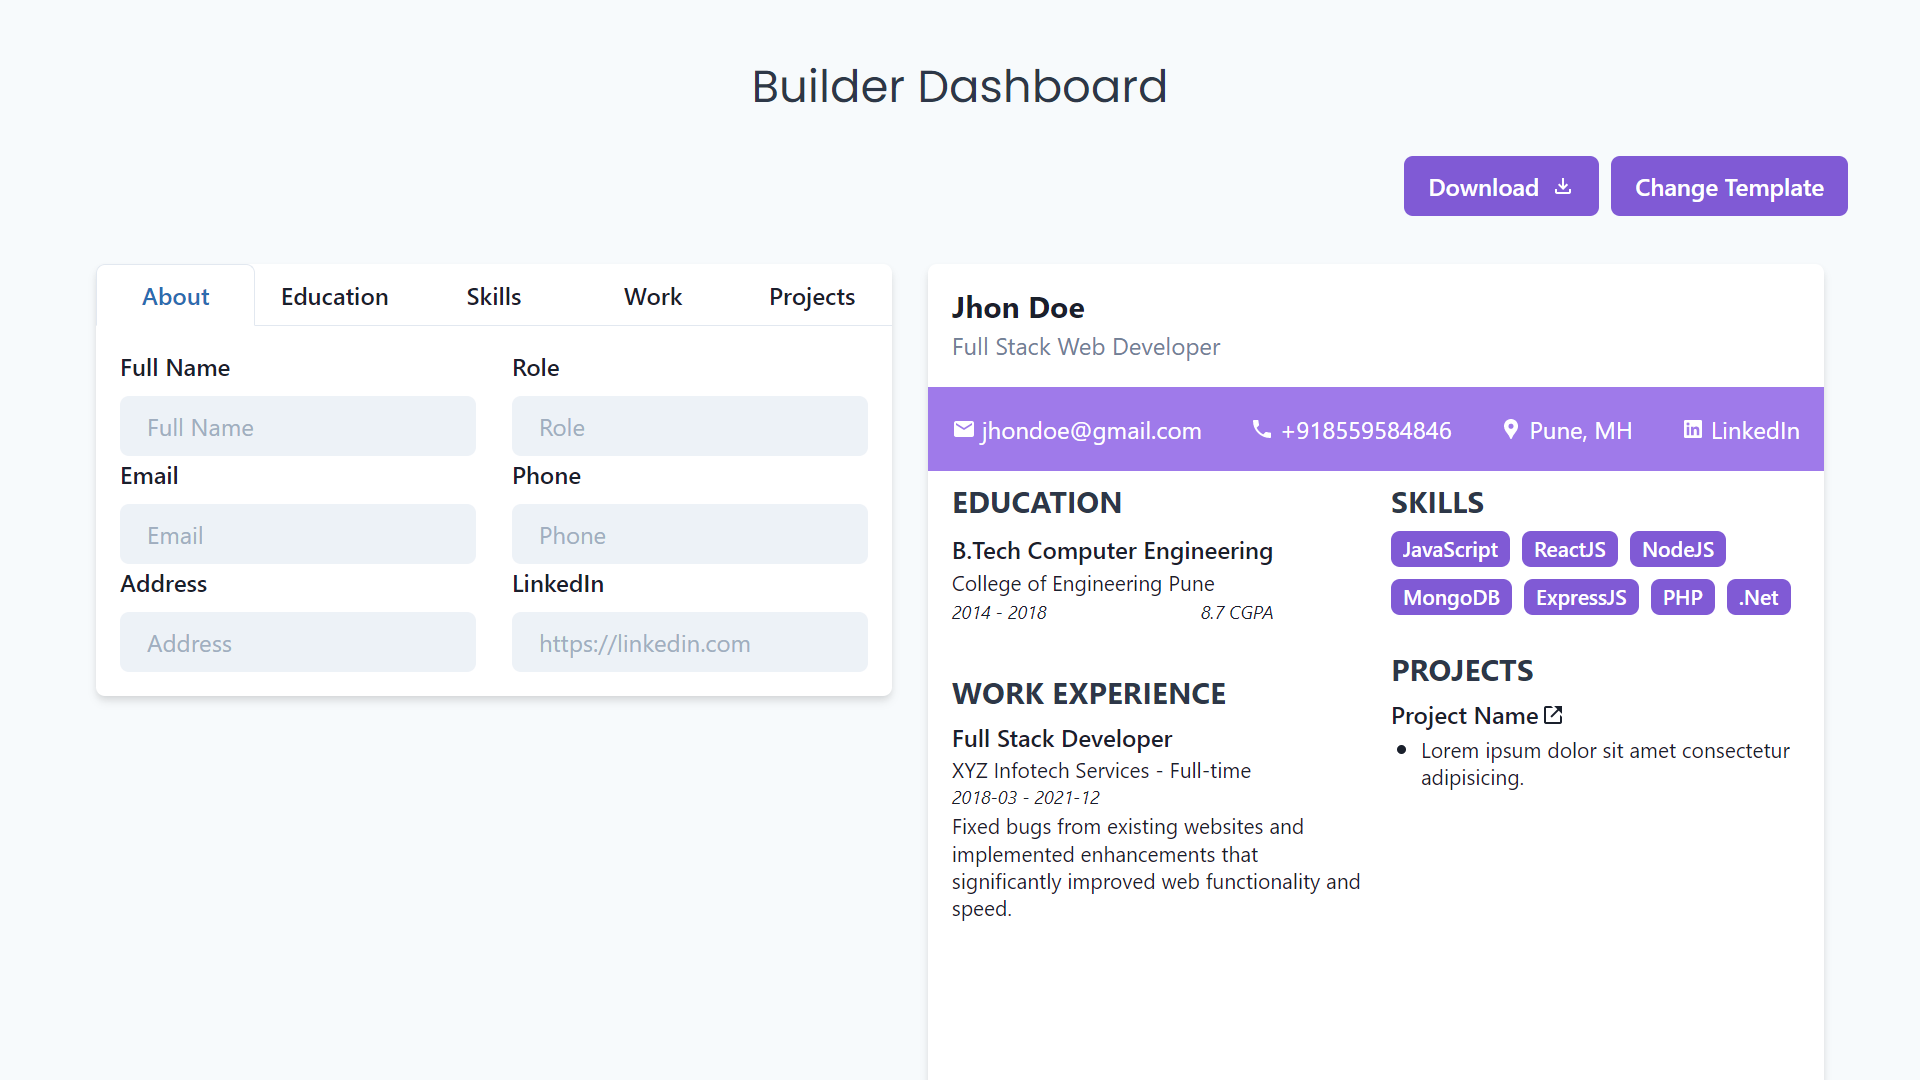 Builder Dashboard
Download
Change Template
About
Education
Skills
Work
Projects
Full Name
Role
Full Name
Role
Email
Phone
Email
Phone
Address
LinkedIn
Address
https://linkedin.com
Jhon Doe
Full Stack Web Developer
jhondoe@gmail.com
+918559584846
Pune, MH
LinkedIn
EDUCATION
B.Tech Computer Engineering
College of Engineering Pune
2014 - 2018
8.7 CGPA
WORK EXPERIENCE
Full Stack Developer
XYZ Infotech Services - Full-time
2018-03 - 2021-12
Fixed bugs from existing websites and
implemented enhancements that
significantly improved web functionality and
speed.
SKILLS
JavaScript
ReactJS
NodeJS
MongoDB
ExpressJS
PHP
.Net
PROJECTS
Project Name
Lorem ipsum dolor sit amet consectetur
adipisicing.